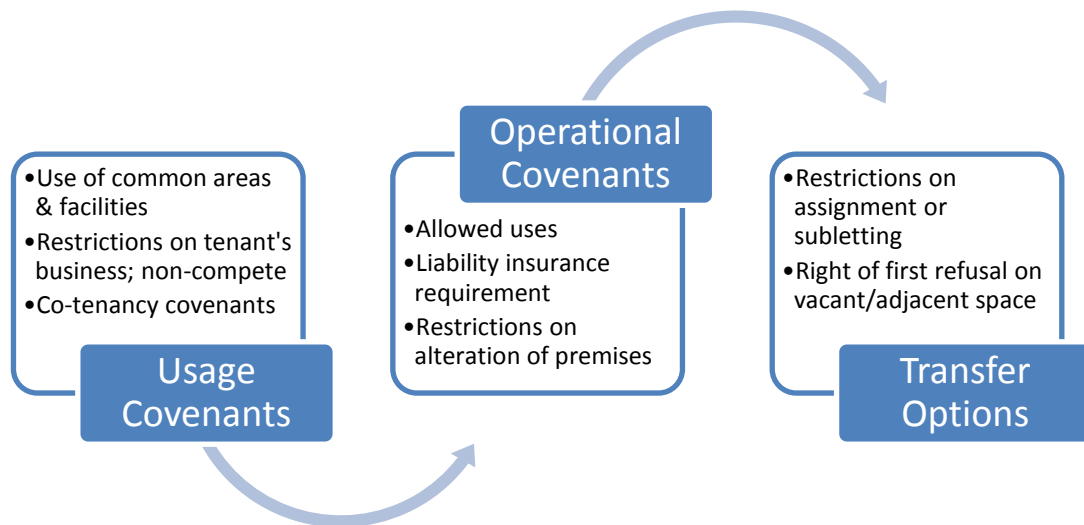 •Use of common areas
& facilities
•Restrictions on tenant's
business; non-compete
•Co-tenancy covenants
Usage
Covenants
Operational
Covenants
•Allowed uses
•Liability insurance
requirement
•Restrictions on
alteration of premises
•Restrictions on
assignment or
subletting
•Right of first refusal on
vacant/adjacent space
Transfer
Options